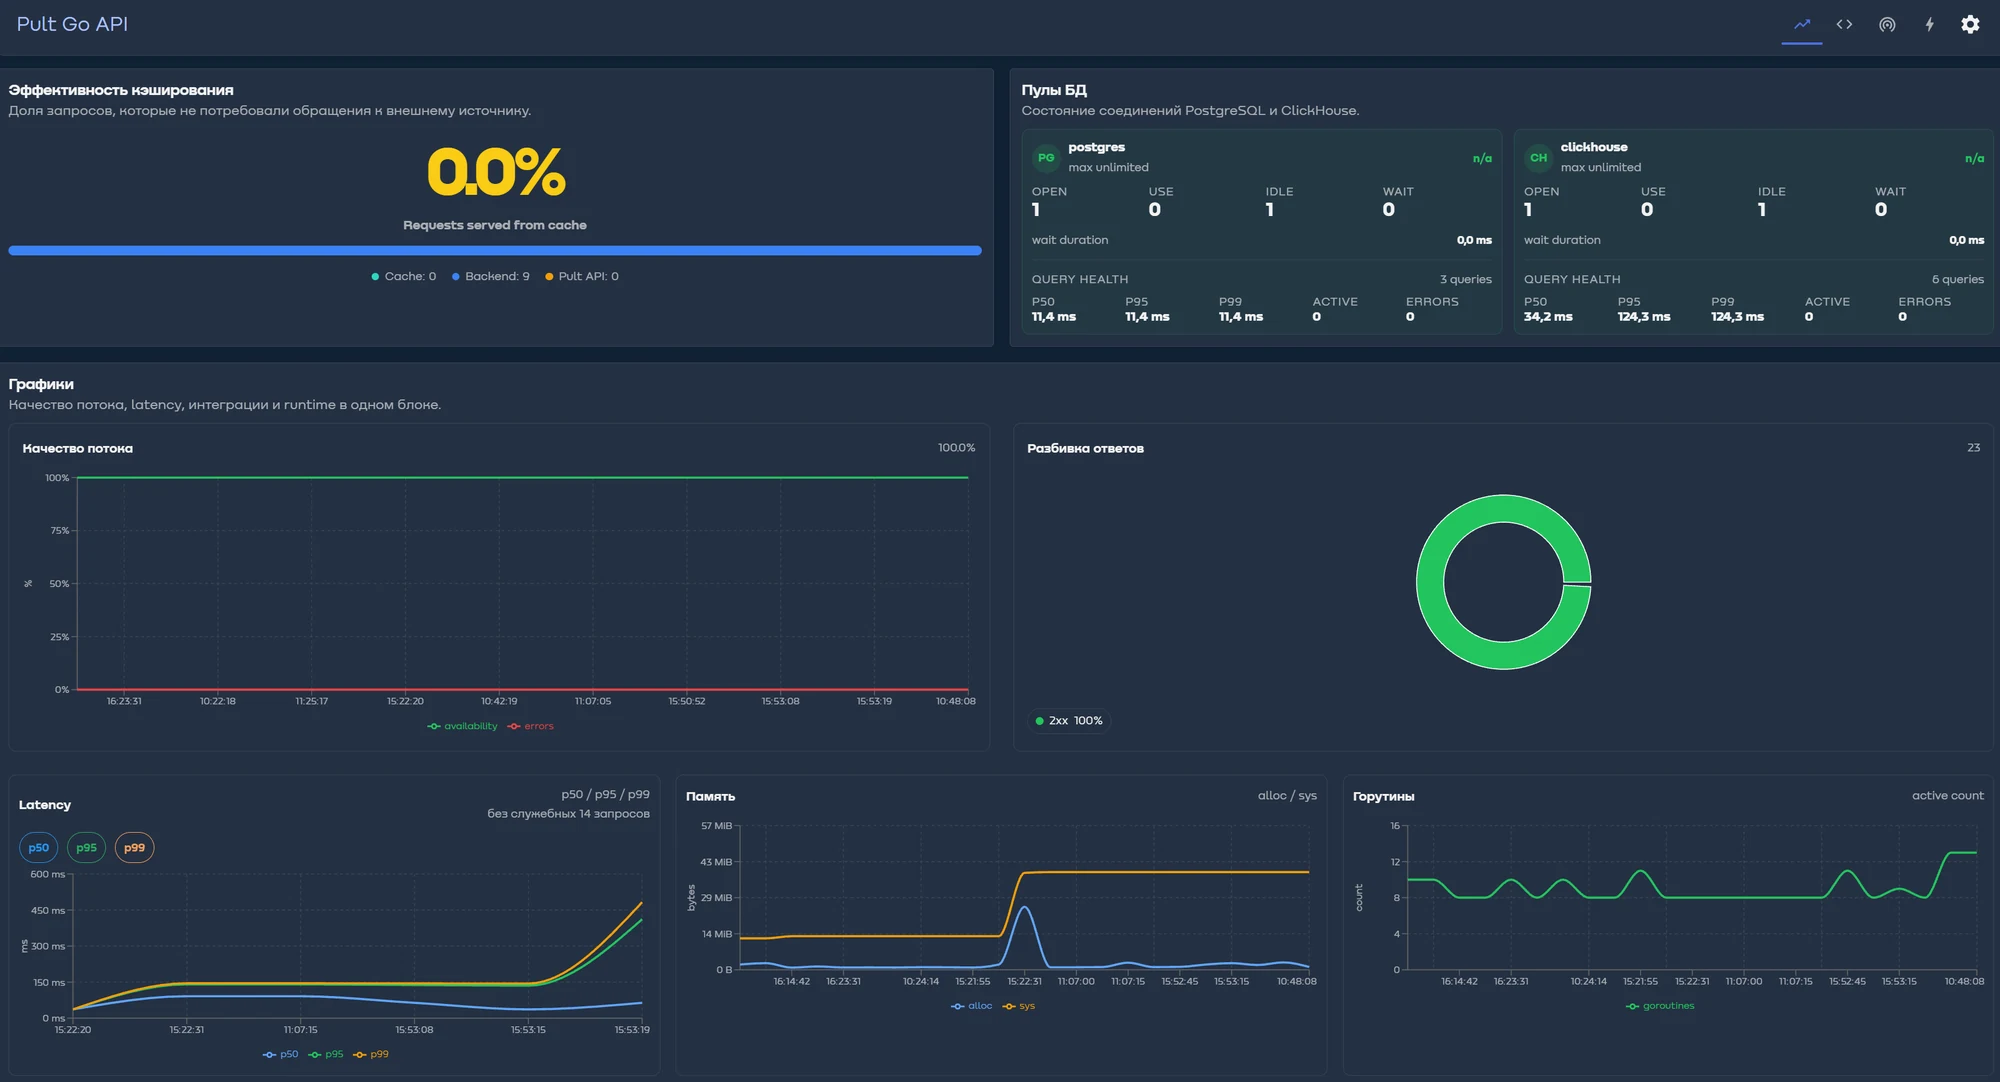 Pult Go API
Эффективность кэширования
Доля запросов, которые не потребовали обращения к внешнему источнику.
0.0%
Requests served from cache
Cache: 0 Backend: 9 Pult API: 0
Пулы БД
Состояние соединений PostgreSQL и ClickHouse.
PG postgres
max unlimited
n/a
OPEN USE IDLE WAIT
1 0 1 0
wait duration 0,0 ms
QUERY HEALTH 3 queries
P50 P95 P99 ACTIVE ERRORS
11,4 ms 11,4 ms 11,4 ms 0 0
CH clickhouse
max unlimited
n/a
OPEN USE IDLE WAIT
1 0 1 0
wait duration 0,0 ms
QUERY HEALTH 6 queries
P50 P95 P99 ACTIVE ERRORS
34,2 ms 124,3 ms 124,3 ms 0 0
Графики
Качество потока, latency, интеграции и runtime в одном блоке.
Качество потока 100.0%
100%
75%
%
50%
25%
0%
16:23:31 10:22:18 11:25:17 15:22:20 10:42:19 11:07:05 15:50:52 15:53:08 15:53:19 10:48:08
availability errors
Разбивка ответов 23
2xx 100%
Latency
p50 / p95 / p99
без служебных 14 запросов
p50 p95 p99
600 ms
450 ms
ms
300 ms
150 ms
0 ms
15:22:20 15:22:31 11:07:15 15:53:08 15:53:15 15:53:19
p50 p95 p99
Память alloc / sys
57 MiB
43 MiB
bytes
29 MiB
14 MiB
0 B
16:14:42 16:23:31 10:24:14 15:21:55 15:22:31 11:07:00 11:07:15 15:52:45 15:53:15 10:48:08
alloc sys
Горутины active count
16
12
count
8
4
0
16:14:42 16:23:31 10:24:14 15:21:55 15:22:31 11:07:00 11:07:15 15:52:45 15:53:15 10:48:08
goroutines